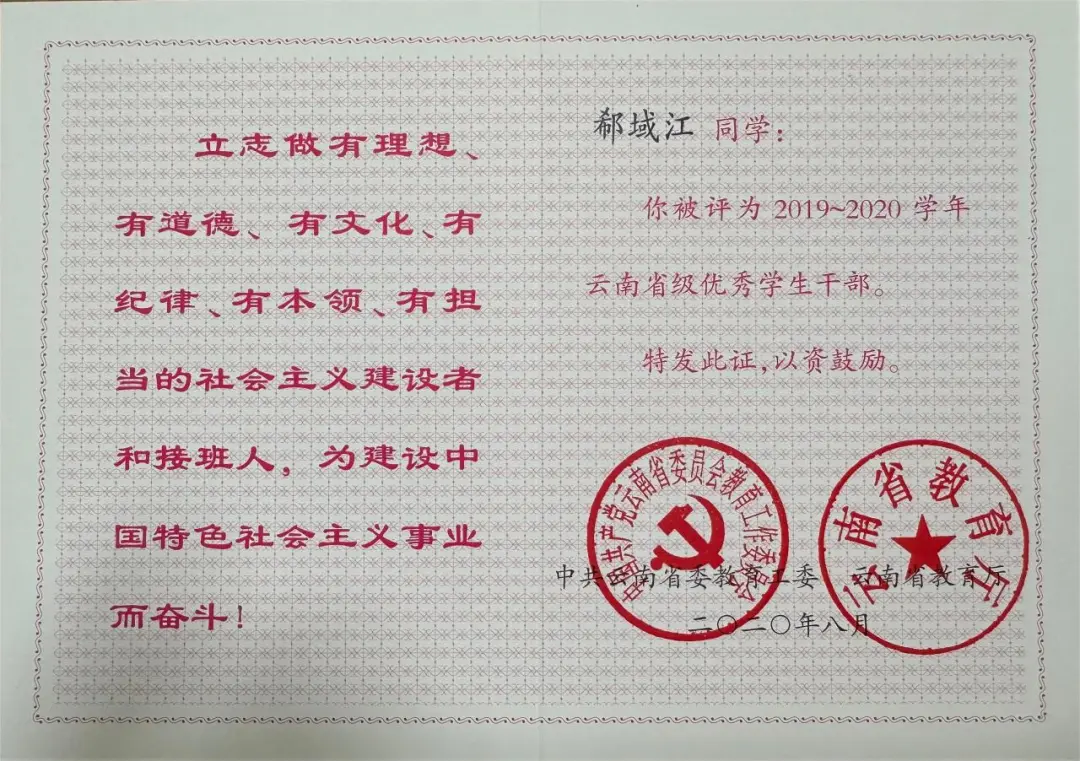 立志做有理想、
有道德、有文化、有
纪律、有本领、有担
当的社会主义建设者
和接班人，为建设中
国特色社会主义事业
而奋斗！
郗域江 同学：
你被评为 2019~2020 学年
云南省级优秀学生干部。
特发此证，以资鼓励。
中国共产党云南省委员会教育工作委员会
云南省教育厅
中共云南省委教育工委 云南省教育厅
二〇二〇年八月